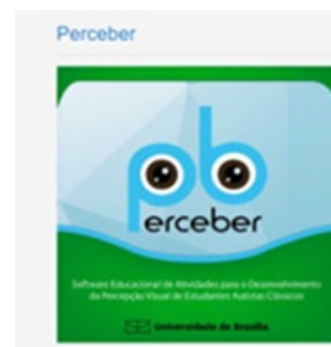 Perceber
pb
erceber
Software Educacional de Atividades para o Desenvolvimento
da Percepção Visual de Estudantes Autistas Clássicos
Universidade de Brasília